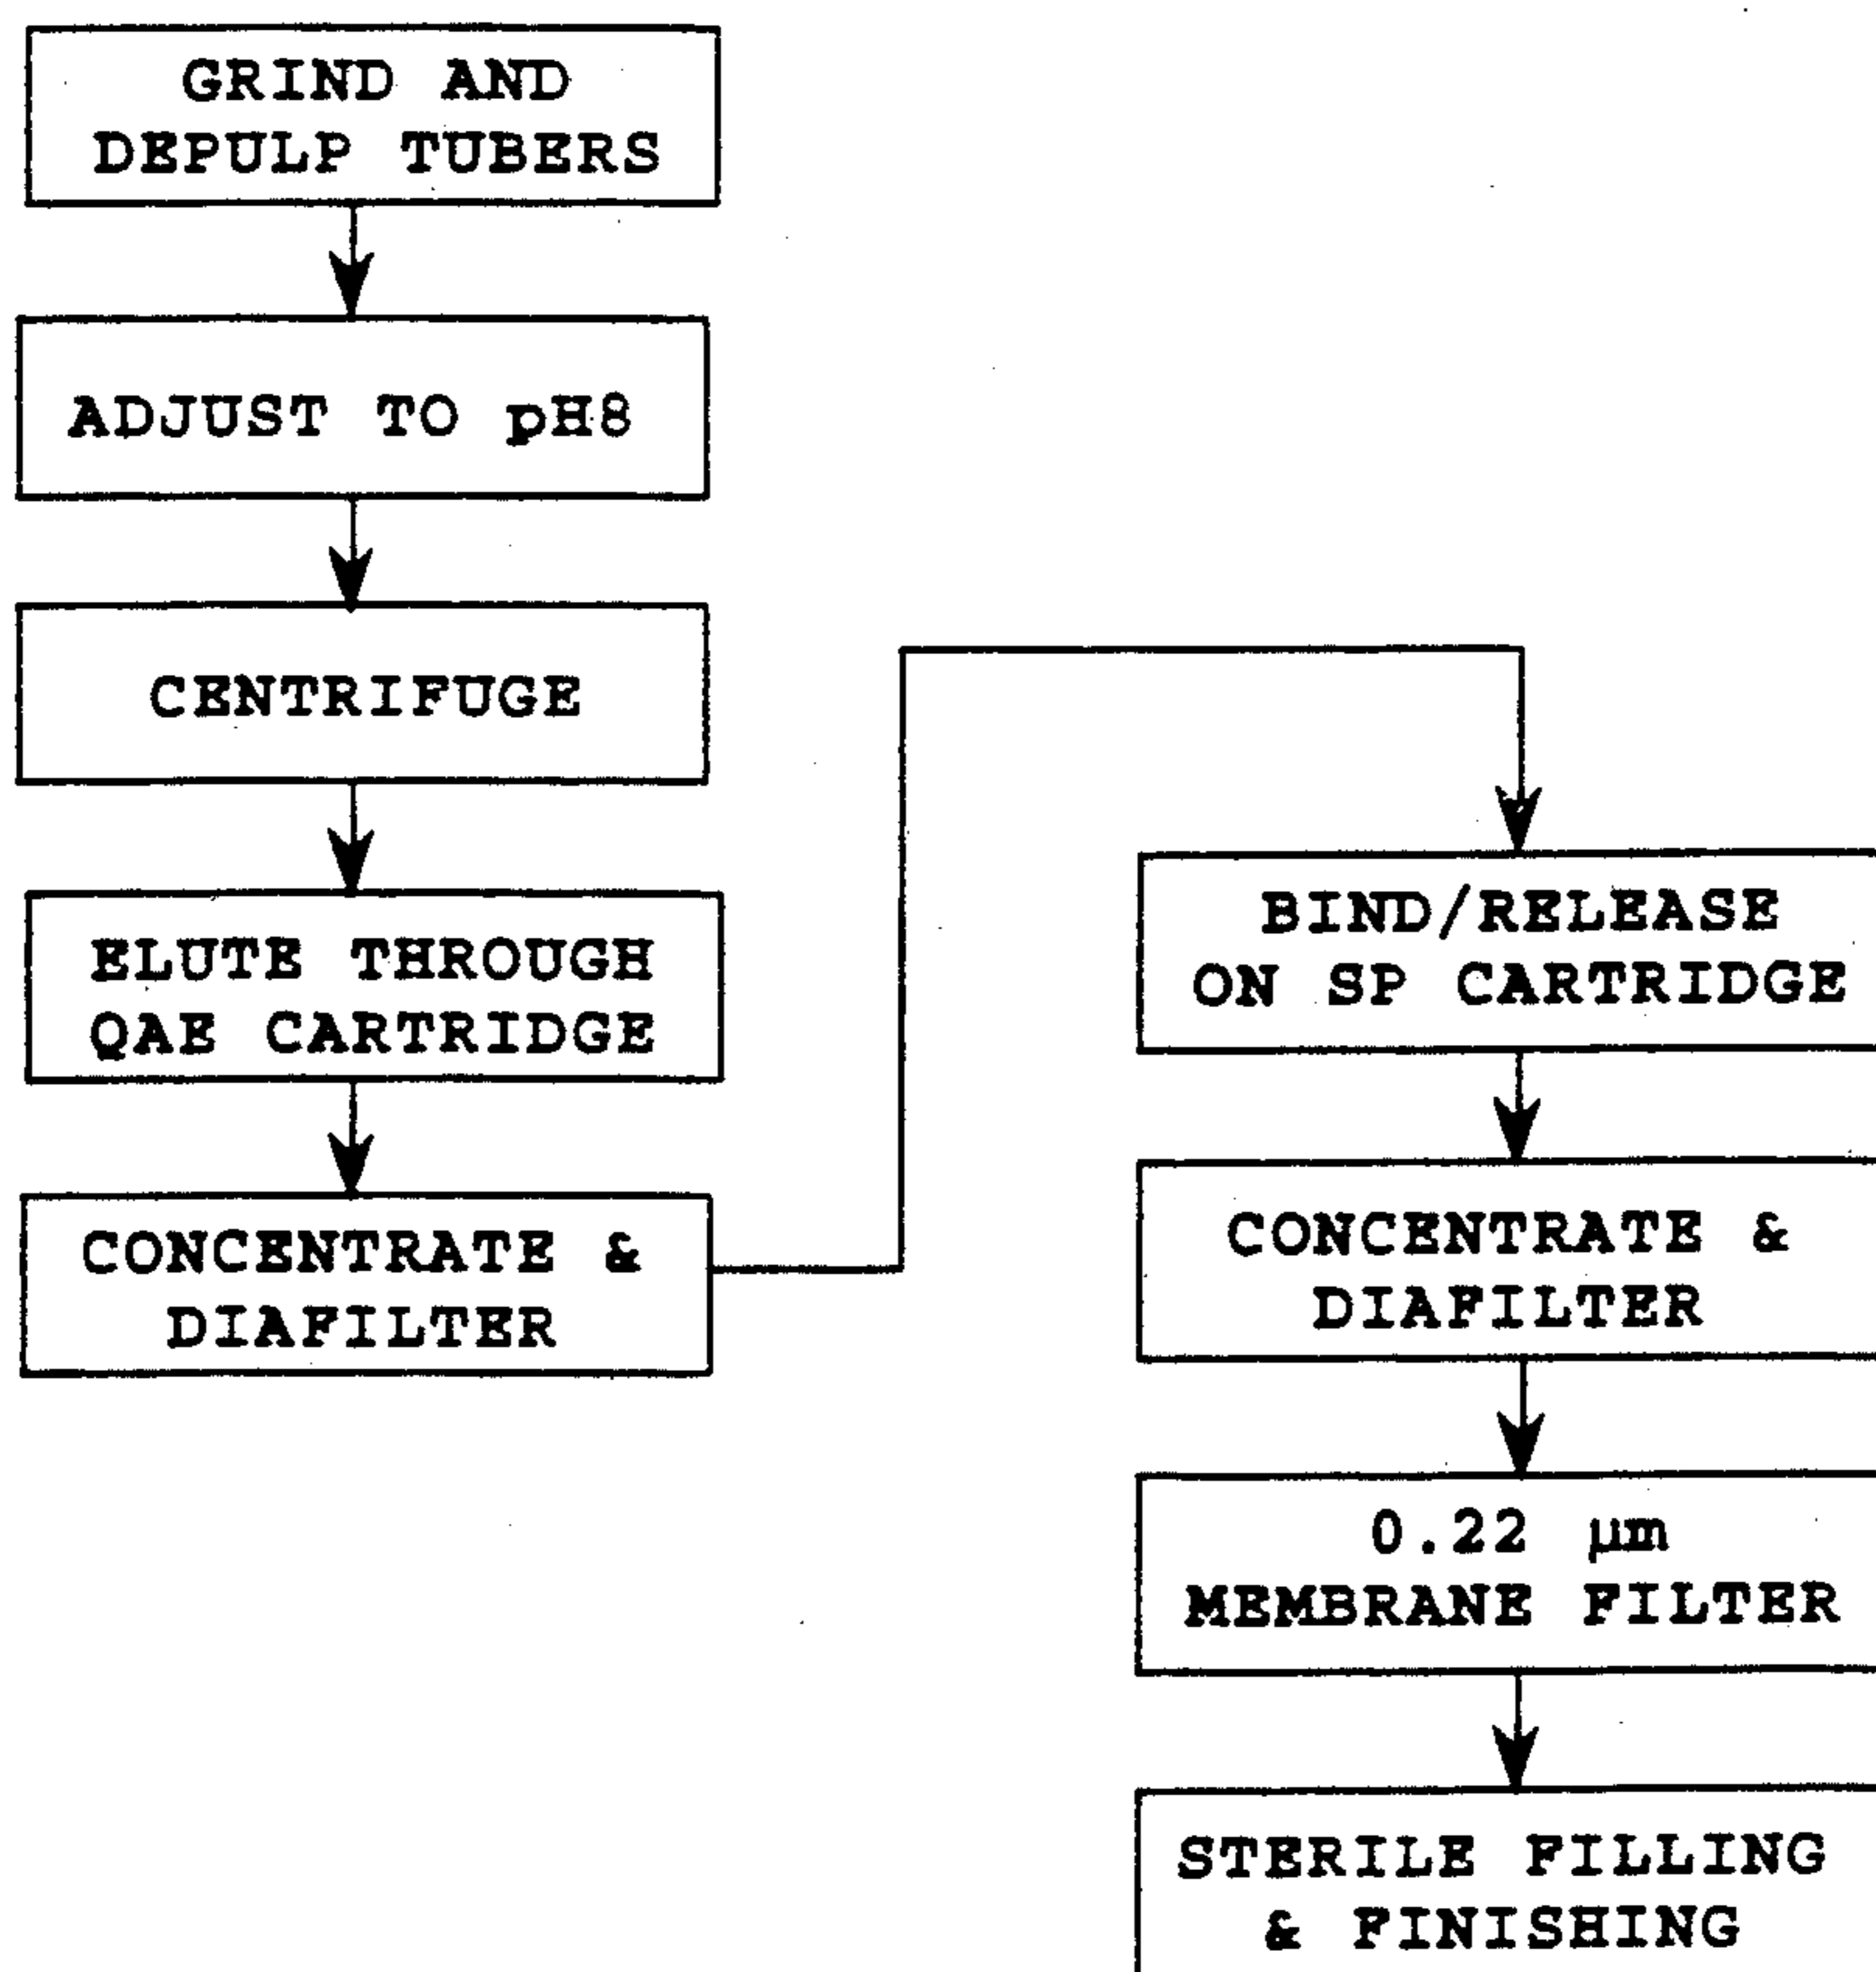 GRIND AND
DEPULP TUBERS
ADJUST TO pH8
CENTRIFUGE
ELUTE THROUGH
QAE CARTRIDGE
CONCENTRATE &
DIAFILTER
BIND/RELEASE
ON SP CARTRIDGE
CONCENTRATE &
DIAFILTER
0.22 µm
MEMBRANE FILTER
STERILE FILLING
& FINISHING